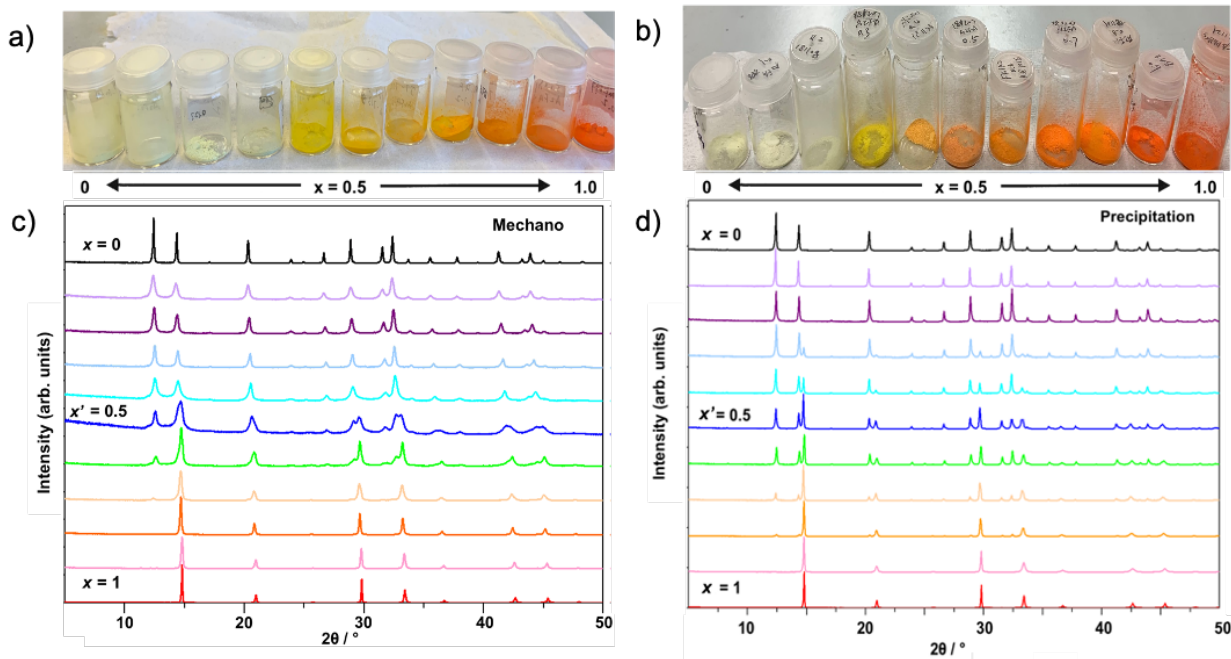 a)
b)
0 x = 0.5 1.0
0 x = 0.5 1.0
c)
Mechano
x = 0
x' = 0.5
x = 1
Intensity (arb. units)
10 20 30 40 50
2θ / °
d)
Precipitation
x = 0
x' = 0.5
x = 1
Intensity (arb. units)
10 20 30 40 50
2θ / °